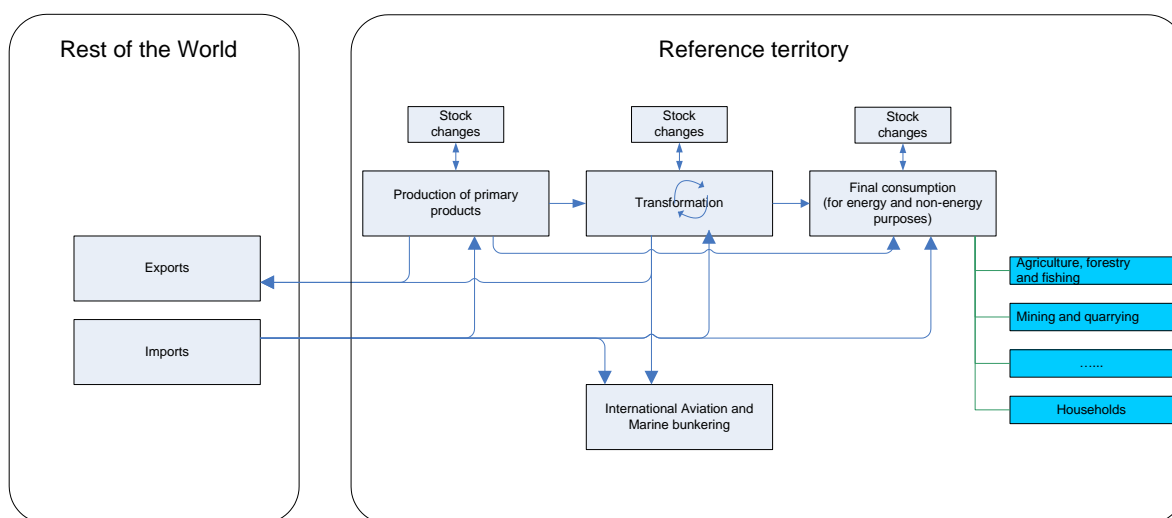 Rest of the World
Reference territory
Stock
changes
Stock
changes
Stock
changes
Production of primary
products
Transformation
Final consumption
(for energy and non-energy
purposes)
Exports
Imports
Agriculture, forestry
and fishing
Mining and quarrying
…...
Households
International Aviation and
Marine bunkering